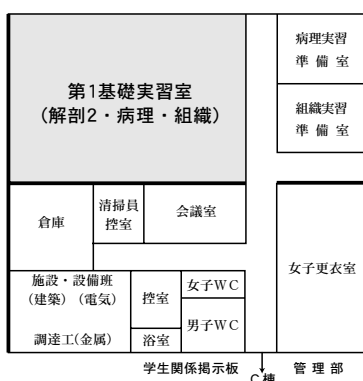 第1基礎実習室
（解剖2・病理・組織）
病理実習
準 備 室
組織実習
準 備 室
倉庫
清掃員
控室
会議室
女子更衣室
施設・設備班
（建築）（電気）
調達工（金属）
控室
浴室
女子WC
男子WC
学生関係掲示板
C棟
管 理 部